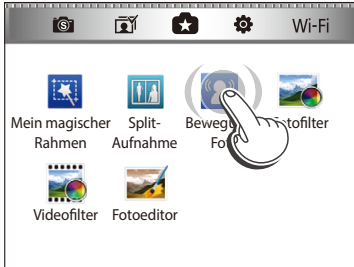 S
Wi-Fi
Mein magischer
Rahmen
Split-
Aufnahme
Videofilter
Fotoeditor